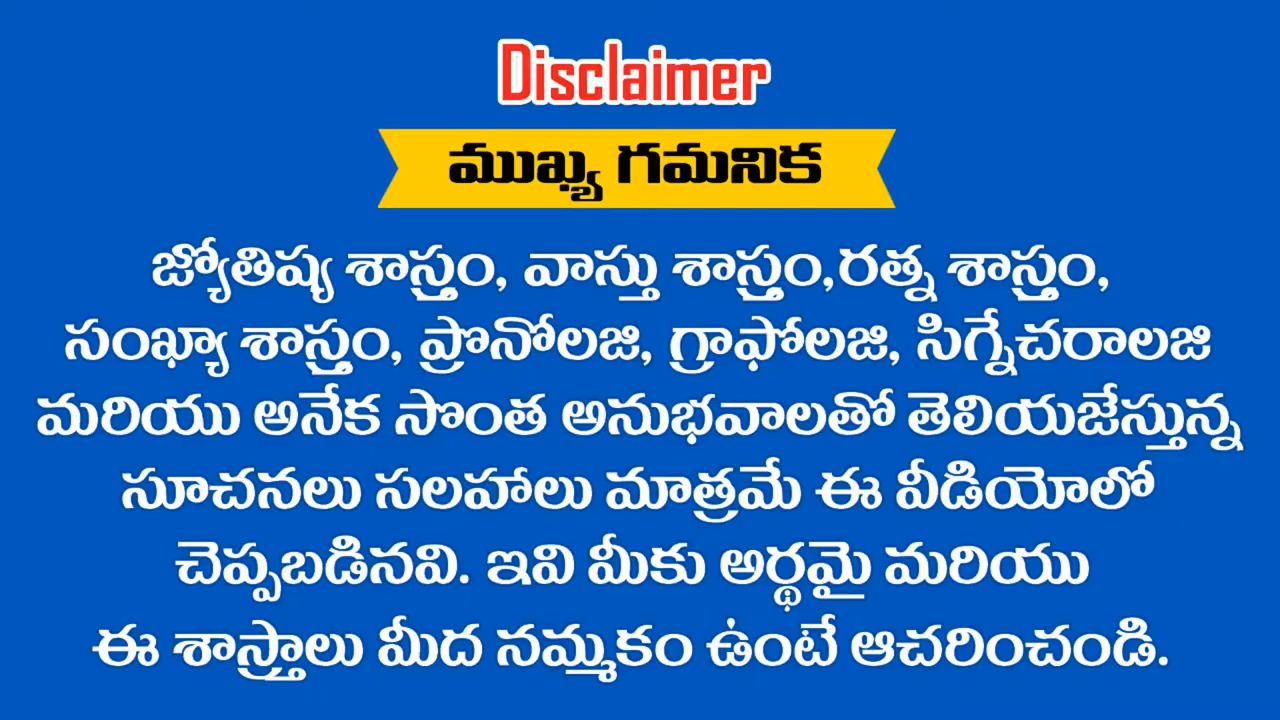 Disclaimer
ముఖ్య గమనిక
జ్యోతిష్య శాస్త్రం, వాస్తు శాస్త్రం,రత్న శాస్త్రం,
సంఖ్యా శాస్త్రం, ప్రొనోలజి, గ్రాఫోలజి, సిగ్నేచరాలజి
మరియు అనేక సొంత అనుభవాలతో తెలియజేస్తున్న
సూచనలు సలహాలు మాత్రమే ఈ వీడియోలో
చెప్పబడినవి. ఇవి మీకు అర్థమై మరియు
ఈ శాస్త్రాలు మీద నమ్మకం ఉంటే ఆచరించండి.